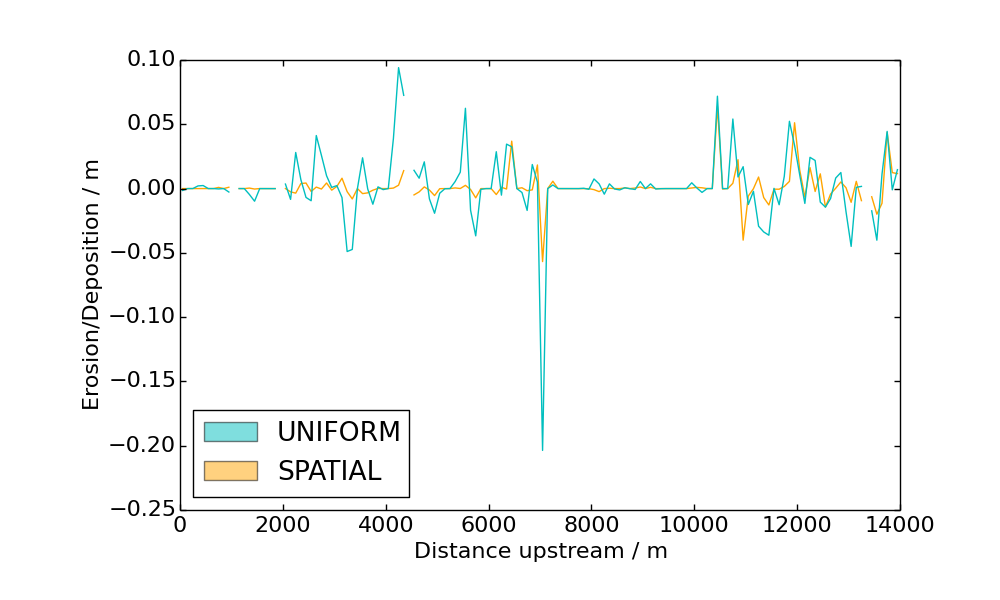 0.10
0.05
0.00
−0.05
−0.10
−0.15
−0.20
−0.25
Erosion/Deposition / m
UNIFORM
SPATIAL
0 2000 4000 6000 8000 10000 12000 14000
Distance upstream / m